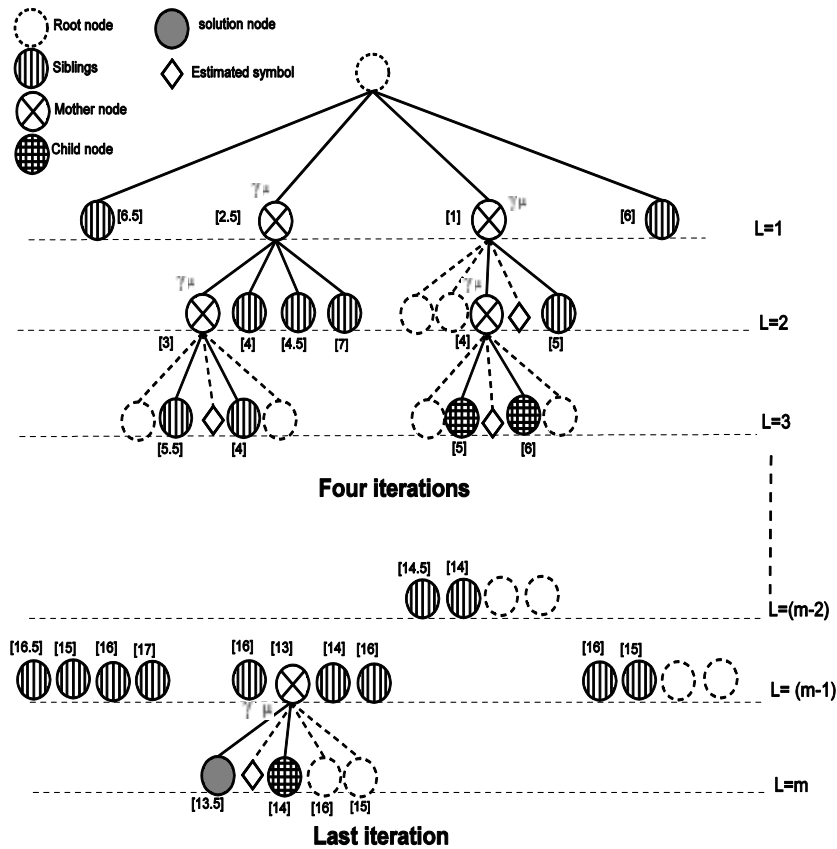 Root node
solution node
Siblings
Estimated symbol
Mother node
Child node
γ μ
γ μ
[6.5] [2.5] [1] [6]
L=1
γ μ
γ μ
L=2
[3] [4] [4.5] [7] [4] [5]
L=3
[5.5] [4] [5] [6]
Four iterations
[14.5] [14]
L=(m-2)
[16.5] [15] [16] [17] [16] [13] [14] [16] [16] [15]
L= (m-1)
γ μ
L=m
[13.5] [14] [16] [15]
Last iteration